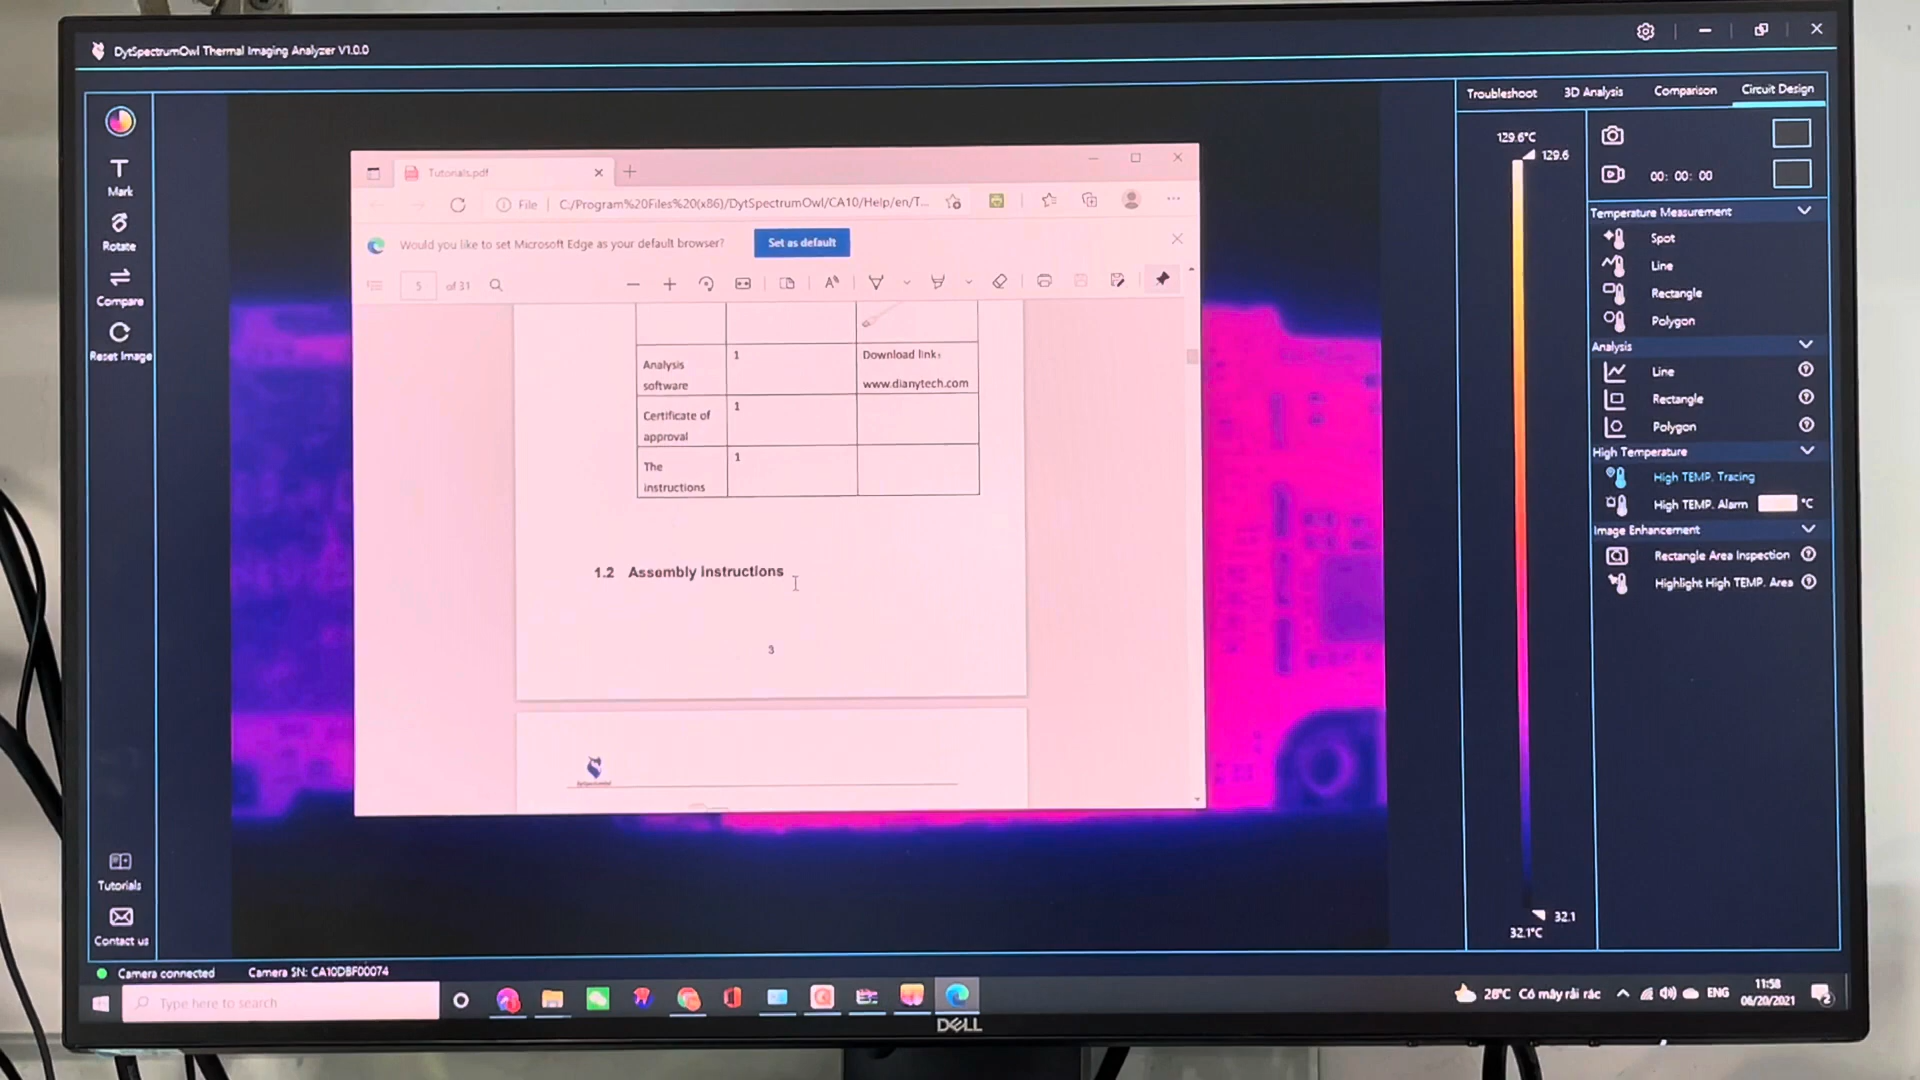 DytSpectrumOwl Thermal Imaging Analyzer V1.0.0
Troubleshoot
3D Analysis
Comparison
Circuit Design
Mark
Rotate
Compare
Reset Image
Tutorials
Contact us
Tutorials.pdf
File
C:/Program%20Files%20(x86)/DytSpectrumOwl/CA10/Help/en/T...
Would you like to set Microsoft Edge as your default browser?
Set as default
5
of 31
Analysis
software
1
Download link:
www.dianytech.com
Certificate of
approval
1
The
instructions
1
1.2 Assembly Instructions
3
129.6°C
129.6
32.1
32.1°C
00: 00: 00
Temperature Measurement
Spot
Line
Rectangle
Polygon
Analysis
Line
Rectangle
Polygon
High Temperature
High TEMP. Tracing
High TEMP. Alarm
°C
Image Enhancement
Rectangle Area Inspection
Highlight High TEMP. Area
Camera connected
Camera SN: CA10DBF00074
Type here to search
28°C Có mây rải rác
ENG
11:58
06/20/2021
2
DELL